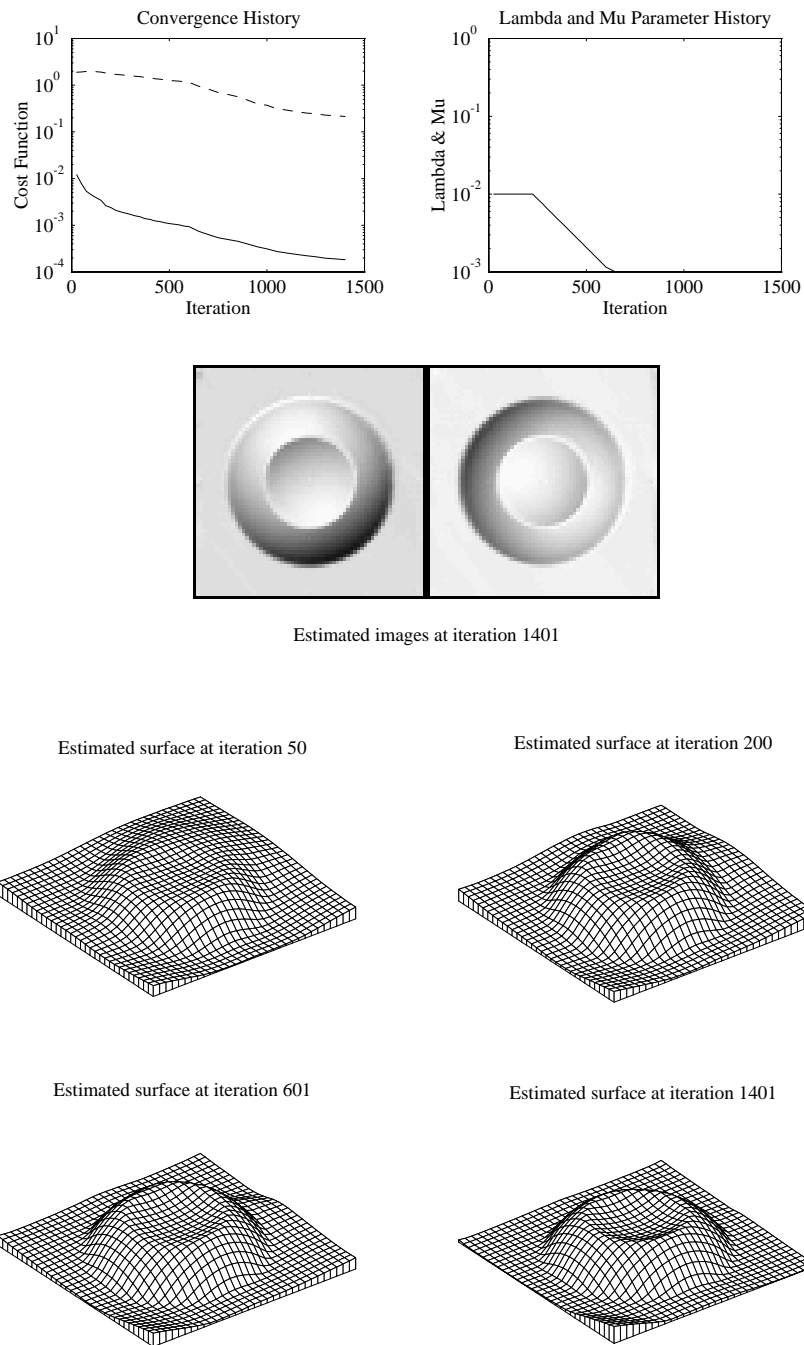 Convergence History
10^1
10^0
10^-1
10^-2
10^-3
10^-4
Cost Function
0 500 1000 1500
Iteration
Lambda and Mu Parameter History
10^0
10^-1
10^-2
10^-3
Lambda & Mu
0 500 1000 1500
Iteration
Estimated images at iteration 1401
Estimated surface at iteration 50
Estimated surface at iteration 200
Estimated surface at iteration 601
Estimated surface at iteration 1401